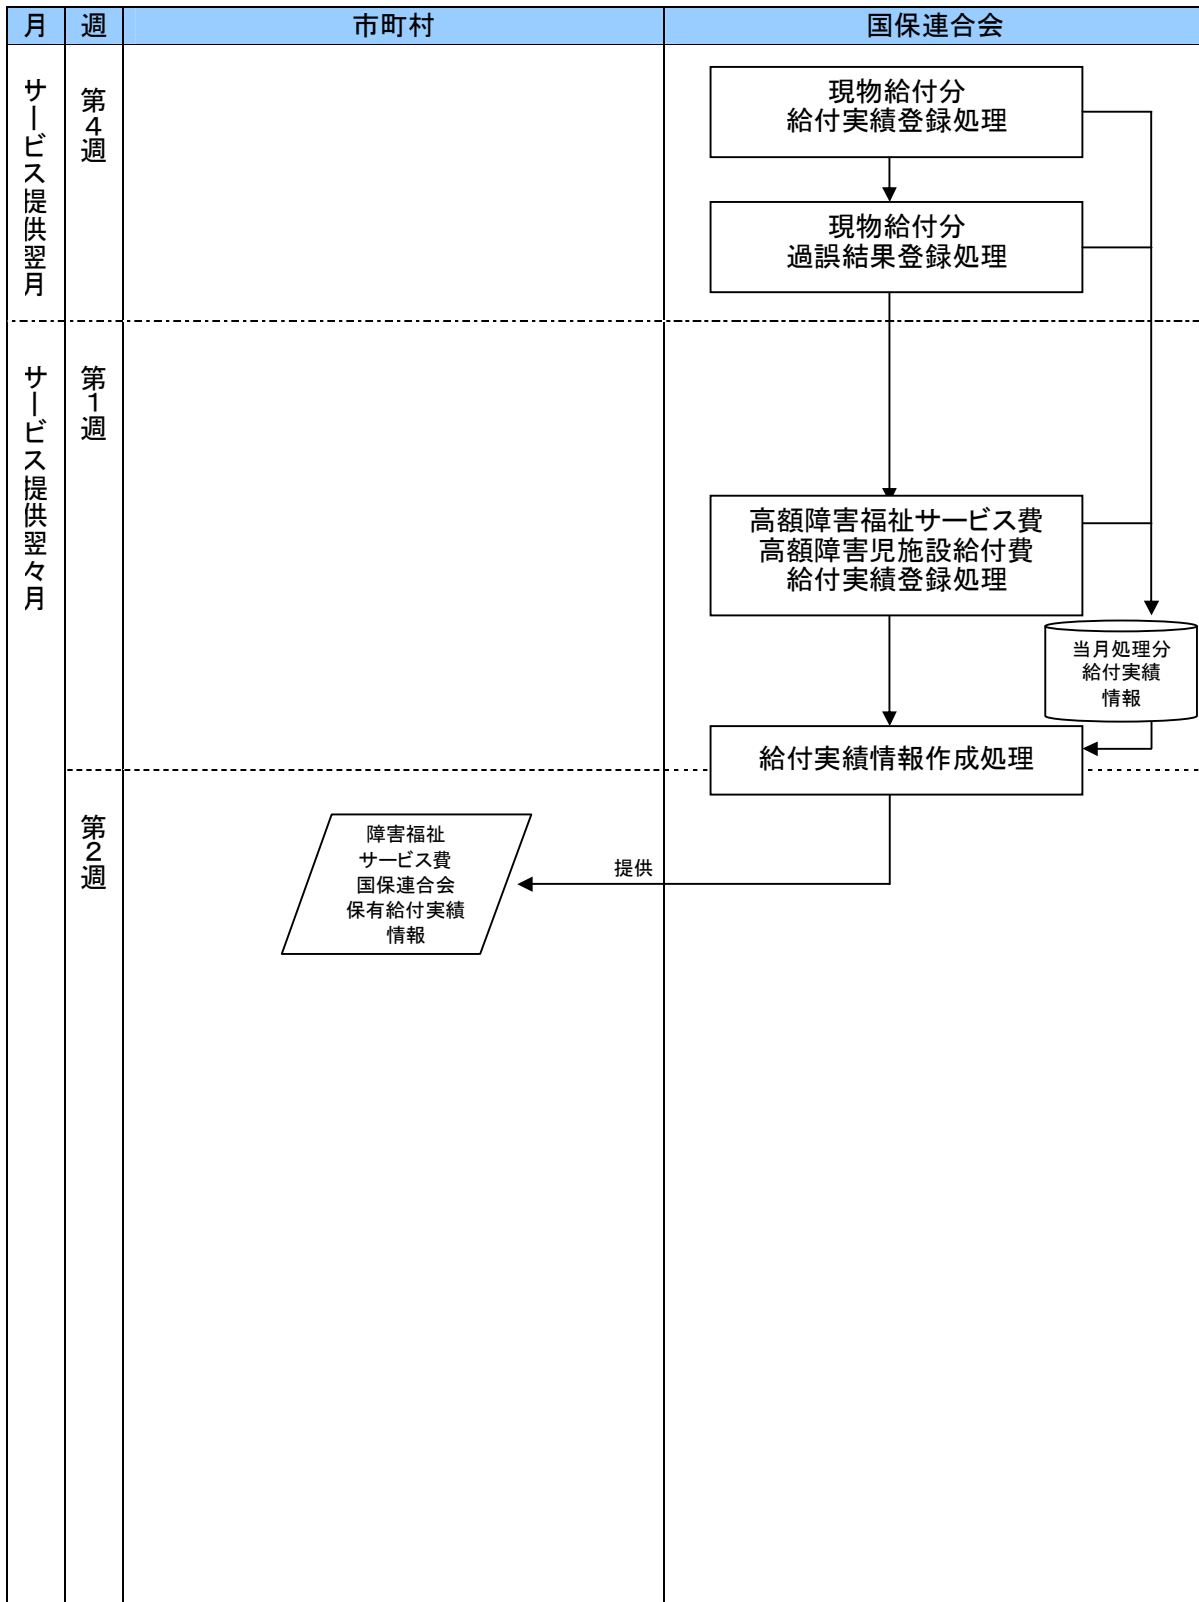 月 週 市町村 国保連合会
サービス提供翌月
第4週
現物給付分
給付実績登録処理
現物給付分
過誤結果登録処理
サービス提供翌々月
第1週
高額障害福祉サービス費
高額障害児施設給付費
給付実績登録処理
当月処理分
給付実績
情報
給付実績情報作成処理
第2週
障害福祉
サービス費
国保連合会
保有給付実績
情報
提供